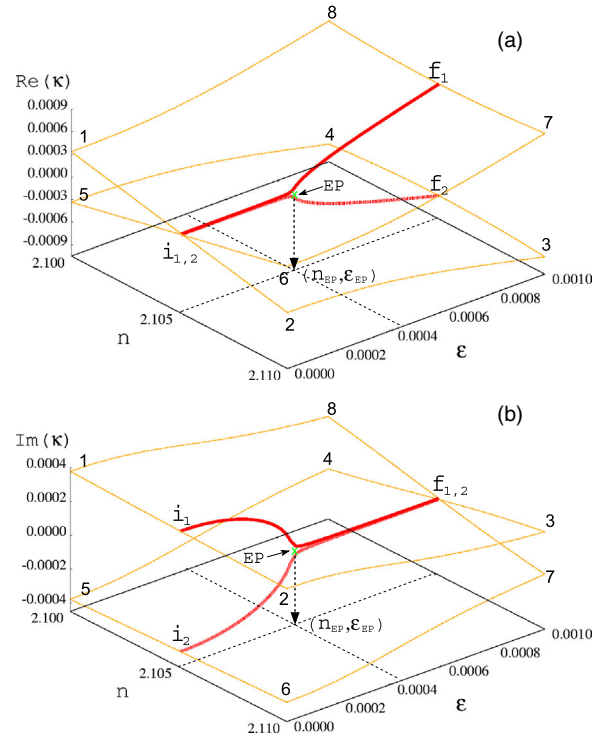 (a)
8
Re(κ)
0.0009
0.0006
0.0003
0.0000
-0.0003
-0.0006
-0.0009
1
5
4
7
f1
f2
EP
i1,2
6
(nEP,εEP)
3
2
2.100
2.105
2.110
n
0.0000
0.0002
0.0004
0.0006
0.0008
0.0010
ε
(b)
8
Im(κ)
0.0004
0.0002
0.0000
-0.0002
-0.0004
1
5
4
f1,2
i1
3
EP
7
2
(nEP,εEP)
i2
6
2.100
2.105
2.110
n
0.0000
0.0002
0.0004
0.0006
0.0008
0.0010
ε